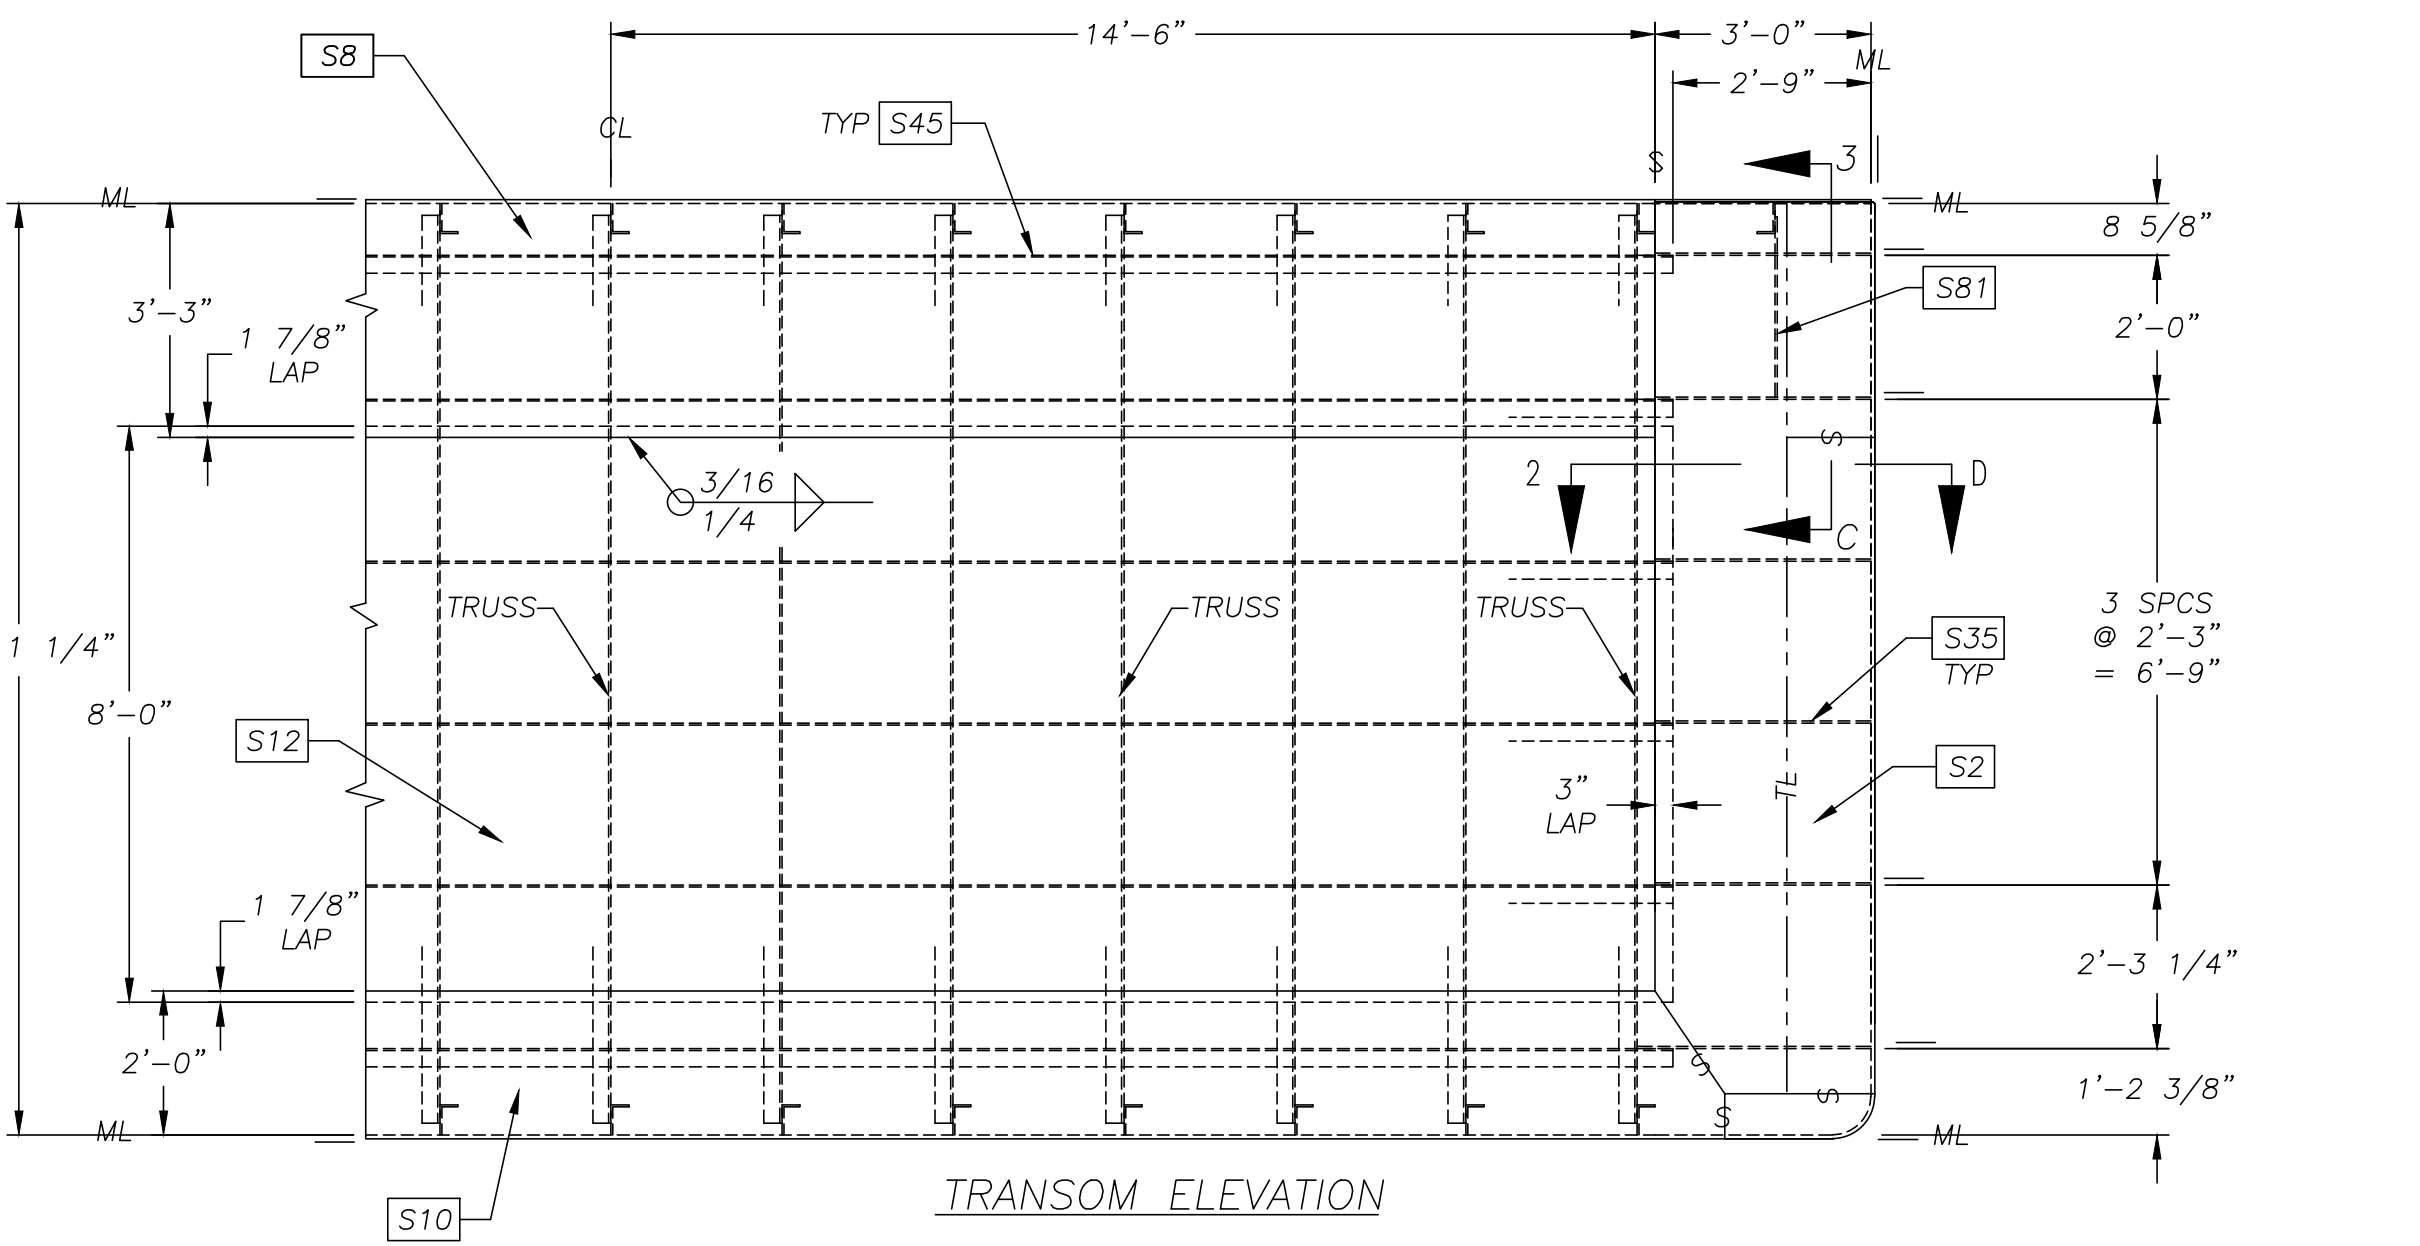 14'-6"
3'-0"
S8
ML
2'-9"
CL
TYP S45
S
3
ML
ML
8 5/8"
S81
3'-3"
1 7/8"
LAP
2'-0"
S
3/16
1/4
2
D
C
TRUSS
TRUSS
TRUSS
3 SPCS
@ 2'-3"
= 6'-9"
1 1/4"
S35
TYP
8'-0"
S12
S2
TL
3"
LAP
1 7/8"
LAP
2'-3 1/4"
2'-0"
S
S
1'-2 3/8"
S
ML
ML
TRANSOM ELEVATION
S10